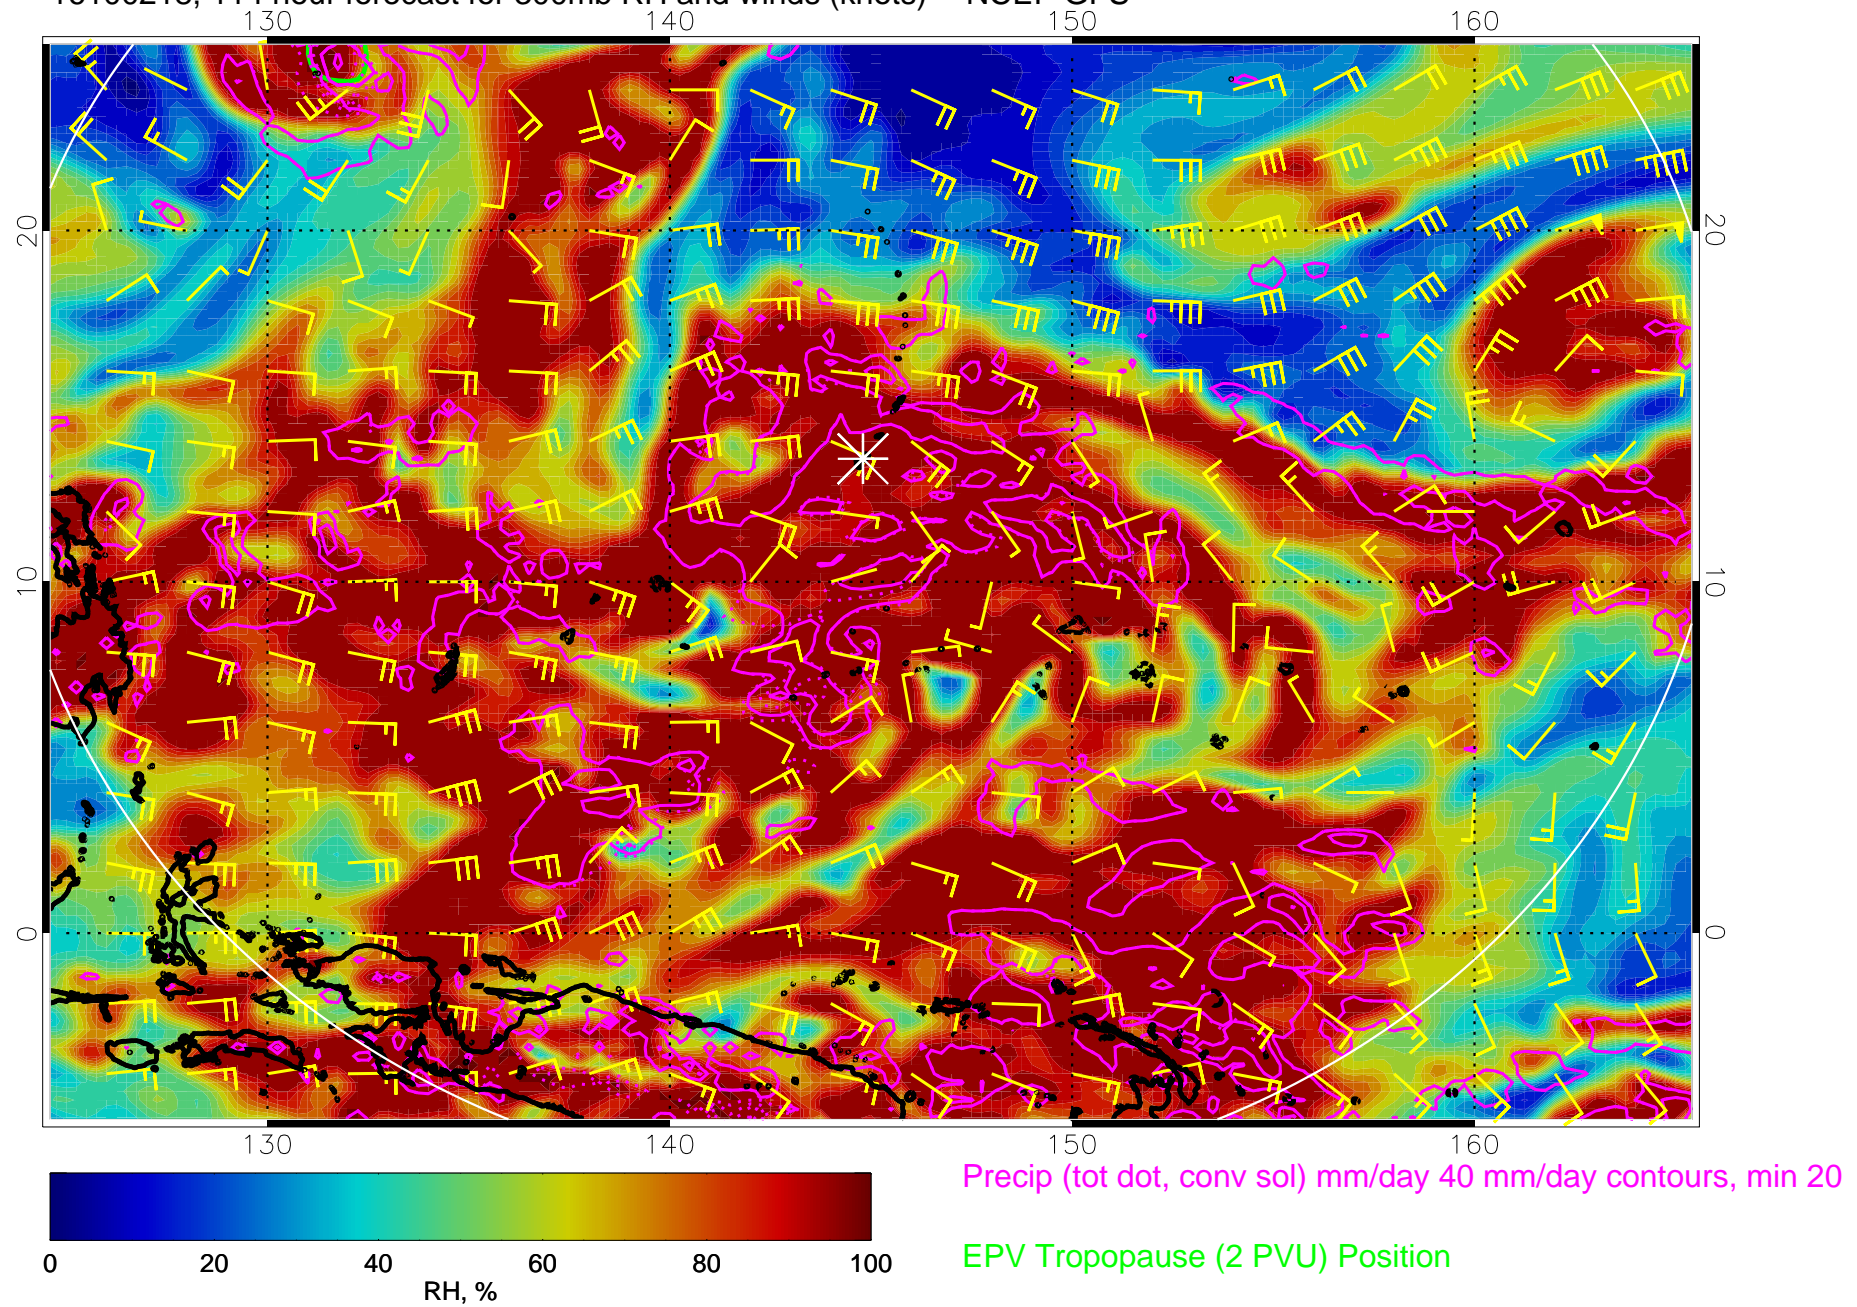 130 140 150 160
20 20
10 10
0 0
130 140 150 160
Precip (tot dot, conv sol) mm/day 40 mm/day contours, min 20
0 20 40 60 80 100
EPV Tropopause (2 PVU) Position
RH, %